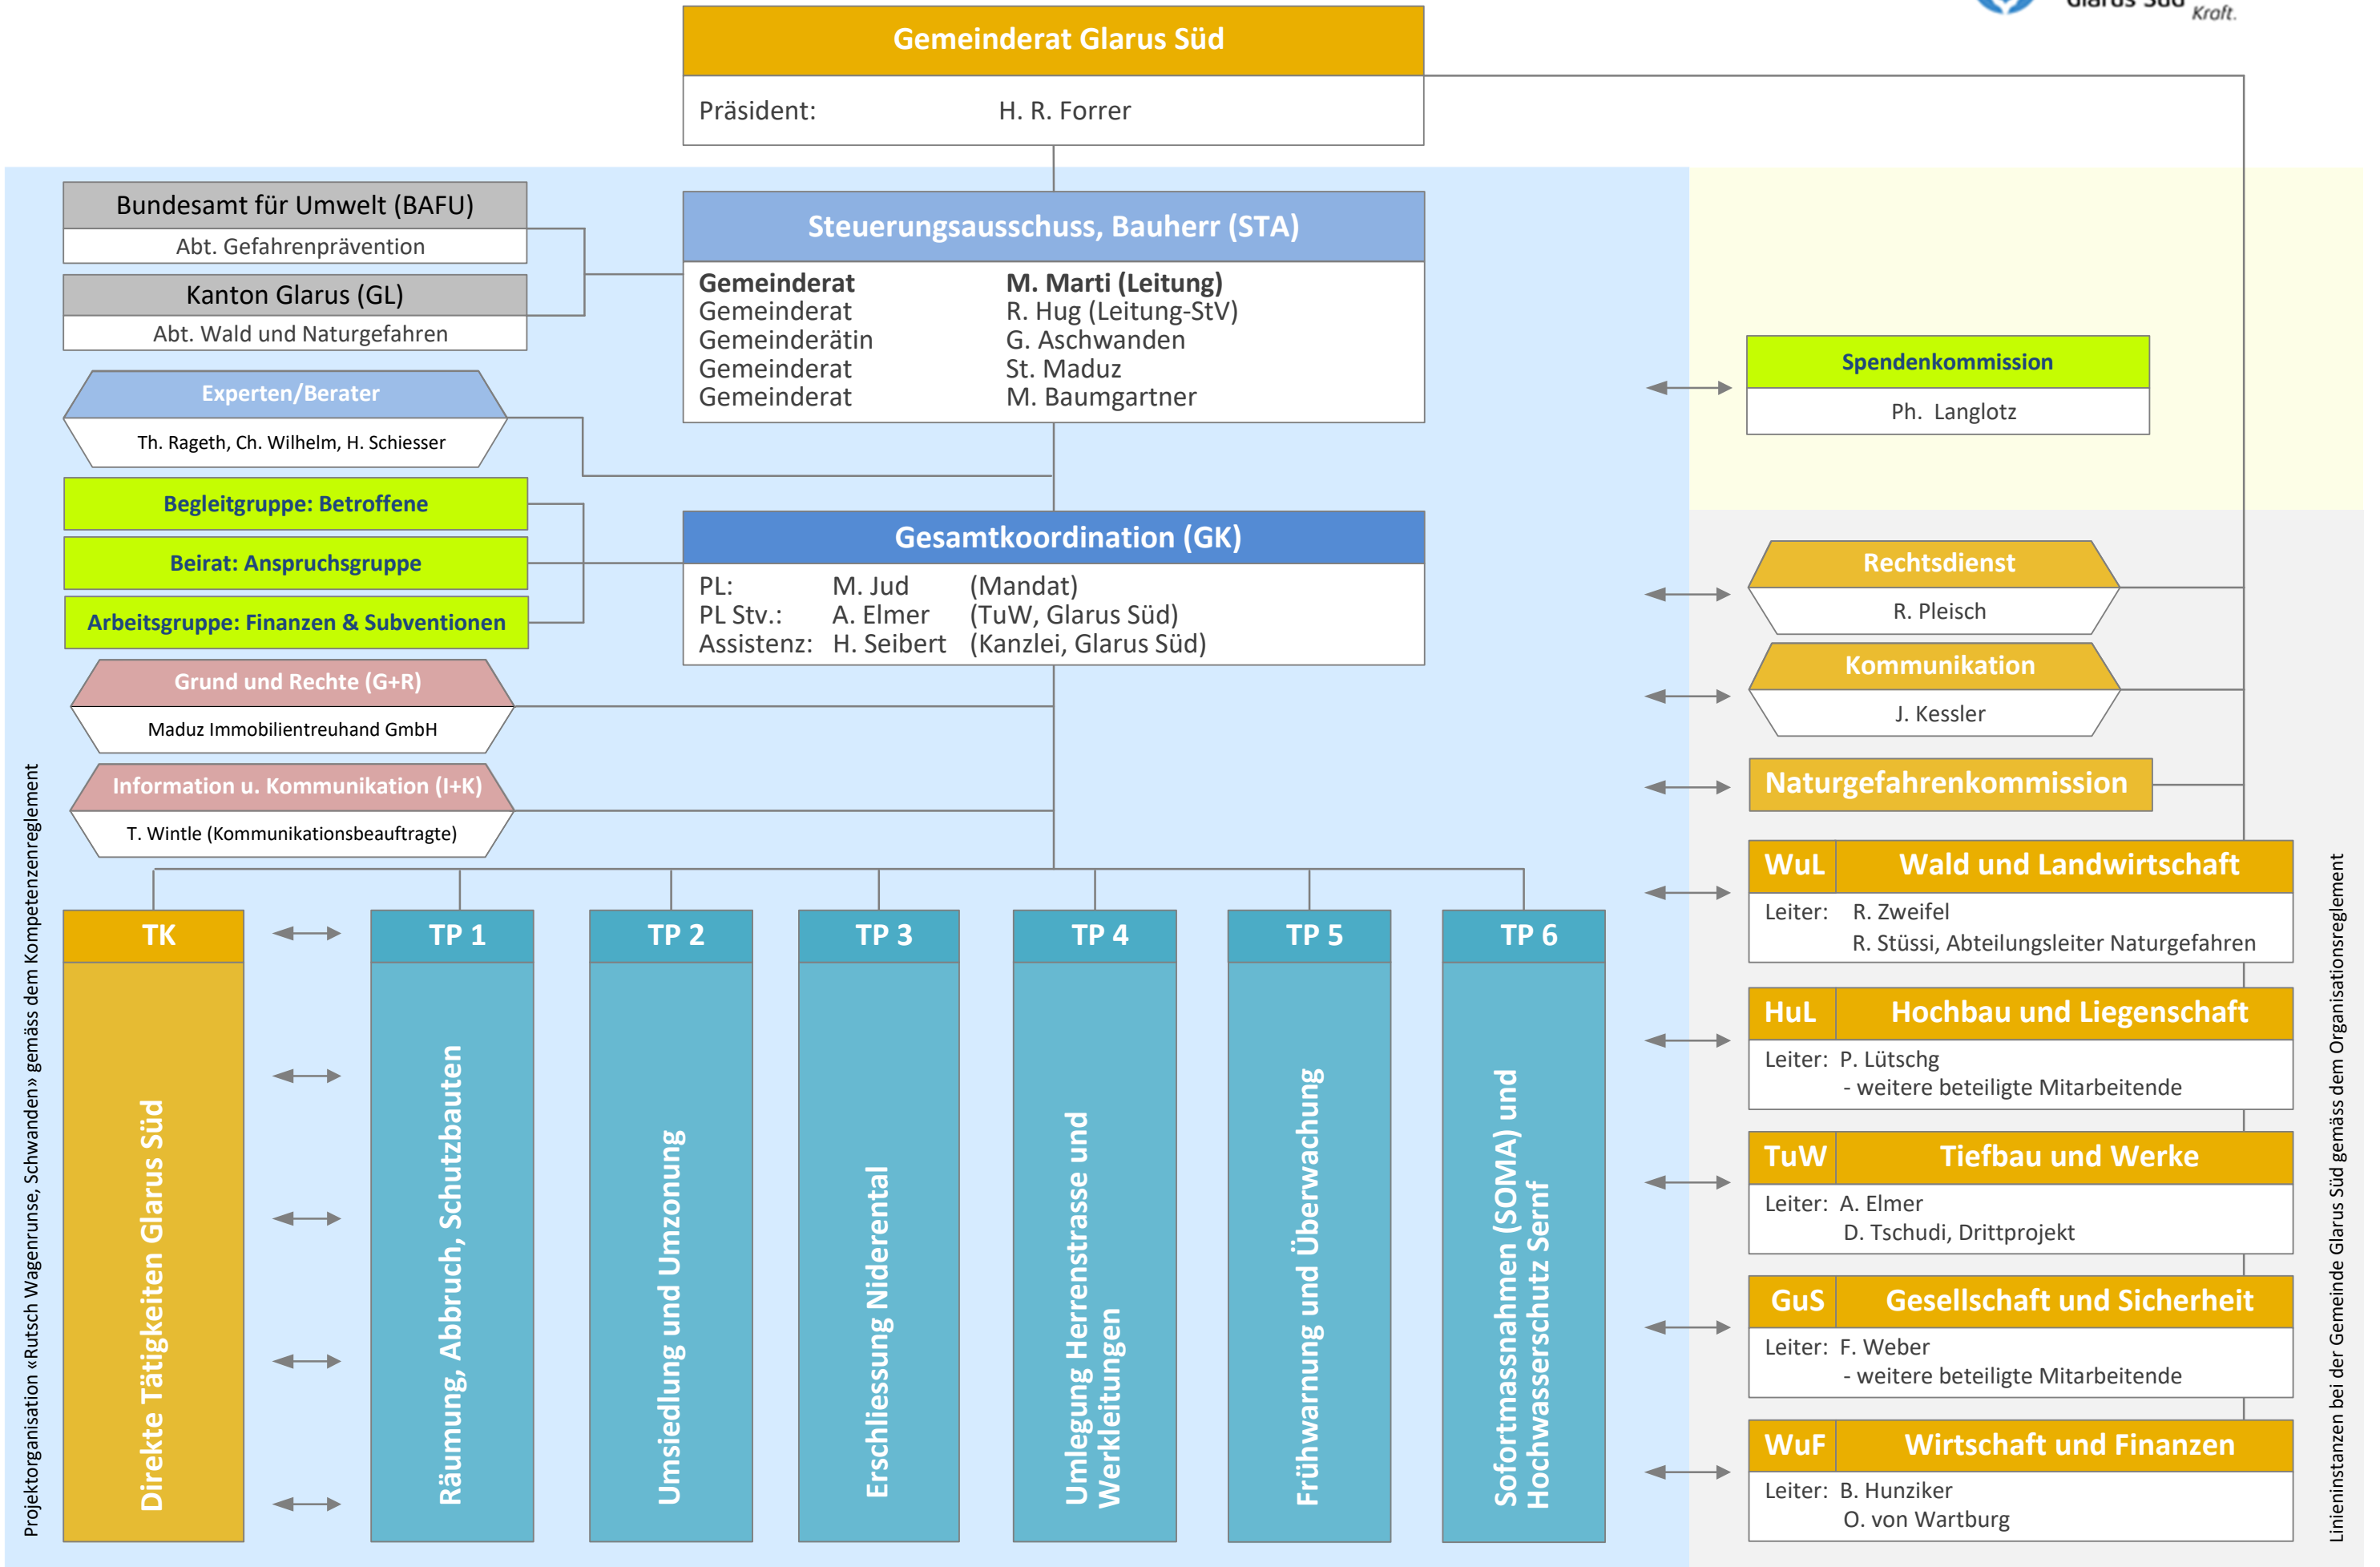 Glarus Süd
Kraft.
Gemeinderat Glarus Süd
Präsident: H. R. Forrer
Bundesamt für Umwelt (BAFU)
Abt. Gefahrenprävention
Kanton Glarus (GL)
Abt. Wald und Naturgefahren
Experten/Berater
Th. Rageth, Ch. Wilhelm, H. Schiesser
Begleitgruppe: Betroffene
Beirat: Anspruchsgruppe
Arbeitsgruppe: Finanzen & Subventionen
Grund und Rechte (G+R)
Maduz Immobilientreuhand GmbH
Information u. Kommunikation (I+K)
T. Wintle (Kommunikationsbeauftragte)
Steuerungsausschuss, Bauherr (STA)
Gemeinderat M. Marti (Leitung)
Gemeinderat R. Hug (Leitung-StV)
Gemeinderätin G. Aschwanden
Gemeinderat St. Maduz
Gemeinderat M. Baumgartner
Gesamtkoordination (GK)
PL: M. Jud (Mandat)
PL Stv.: A. Elmer (TuW, Glarus Süd)
Assistenz: H. Seibert (Kanzlei, Glarus Süd)
Projektorganisation «Rutsch Wagenrunse, Schwanden» gemäss dem Kompetenzenreglement
TK
Direkte Tätigkeiten Glarus Süd
TP 1
Räumung, Abbruch, Schutzbauten
TP 2
Umsiedlung und Umzonung
TP 3
Erschliessung Niderental
TP 4
Umlegung Herrenstrasse und
Werkleitungen
TP 5
Frühwarnung und Überwachung
TP 6
Sofortmassnahmen (SOMA) und
Hochwasserschutz Sernf
Spendenkommission
Ph. Langlotz
Rechtsdienst
R. Pleisch
Kommunikation
J. Kessler
Naturgefahrenkommission
WuL Wald und Landwirtschaft
Leiter: R. Zweifel
R. Stüssi, Abteilungsleiter Naturgefahren
HuL Hochbau und Liegenschaft
Leiter: P. Lütschg
- weitere beteiligte Mitarbeitende
TuW Tiefbau und Werke
Leiter: A. Elmer
D. Tschudi, Drittprojekt
GuS Gesellschaft und Sicherheit
Leiter: F. Weber
- weitere beteiligte Mitarbeitende
WuF Wirtschaft und Finanzen
Leiter: B. Hunziker
O. von Wartburg
Linieninstanzen bei der Gemeinde Glarus Süd gemäss dem Organisationsreglement